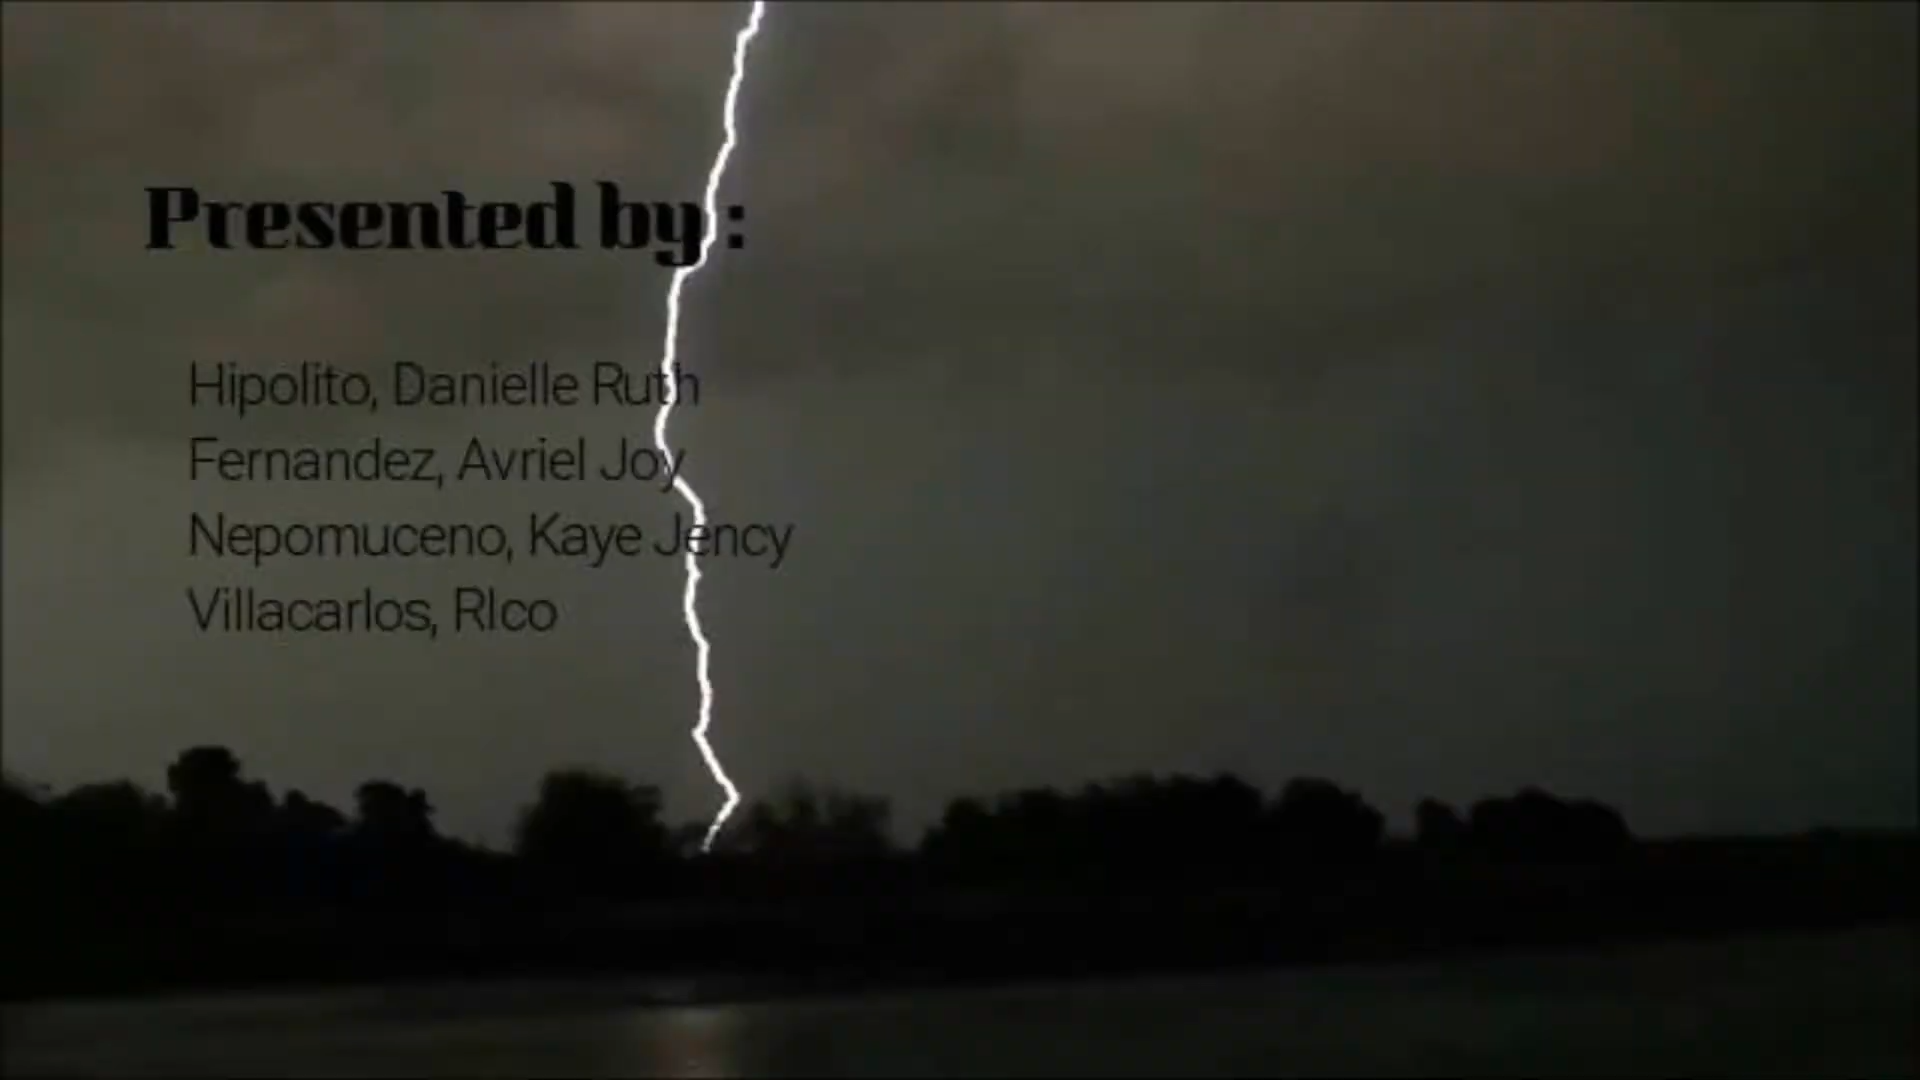 Presented by :
Hipolito, Danielle Ruth
Fernandez, Avriel Joy
Nepomuceno, Kaye Jency
Villacarlos, RIco